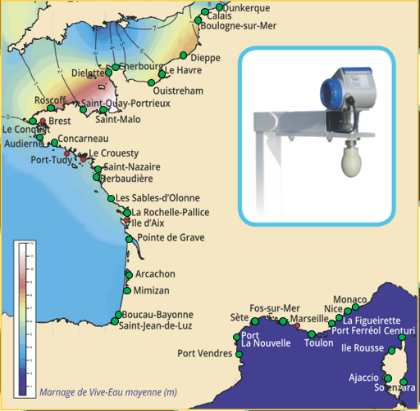 Dunkerque
Calais
Boulogne-sur-Mer
Dieppe
Cherbourg
Le Havre
Dielette
Ouistreham
Roscoff
Saint-Quay-Portrieux
Saint-Malo
Brest
Le Conquet
Concarneau
Audierne
Le Crouesty
Port-Tudy
Saint-Nazaire
Herbaudière
Les Sables-d'Olonne
La Rochelle-Pallice
Ile d'Aix
Pointe de Grave
Arcachon
Mimizan
Boucau-Bayonne
Saint-Jean-de-Luz
Monaco
Nice
Fos-sur-Mer
La Figueirette
Sète
Marseille
Port Ferréol
Centuri
Port
La Nouvelle
Toulon
Ile Rousse
Port Vendres
Ajaccio
Solenzara
Marnage de Vive-Eau moyenne (m)